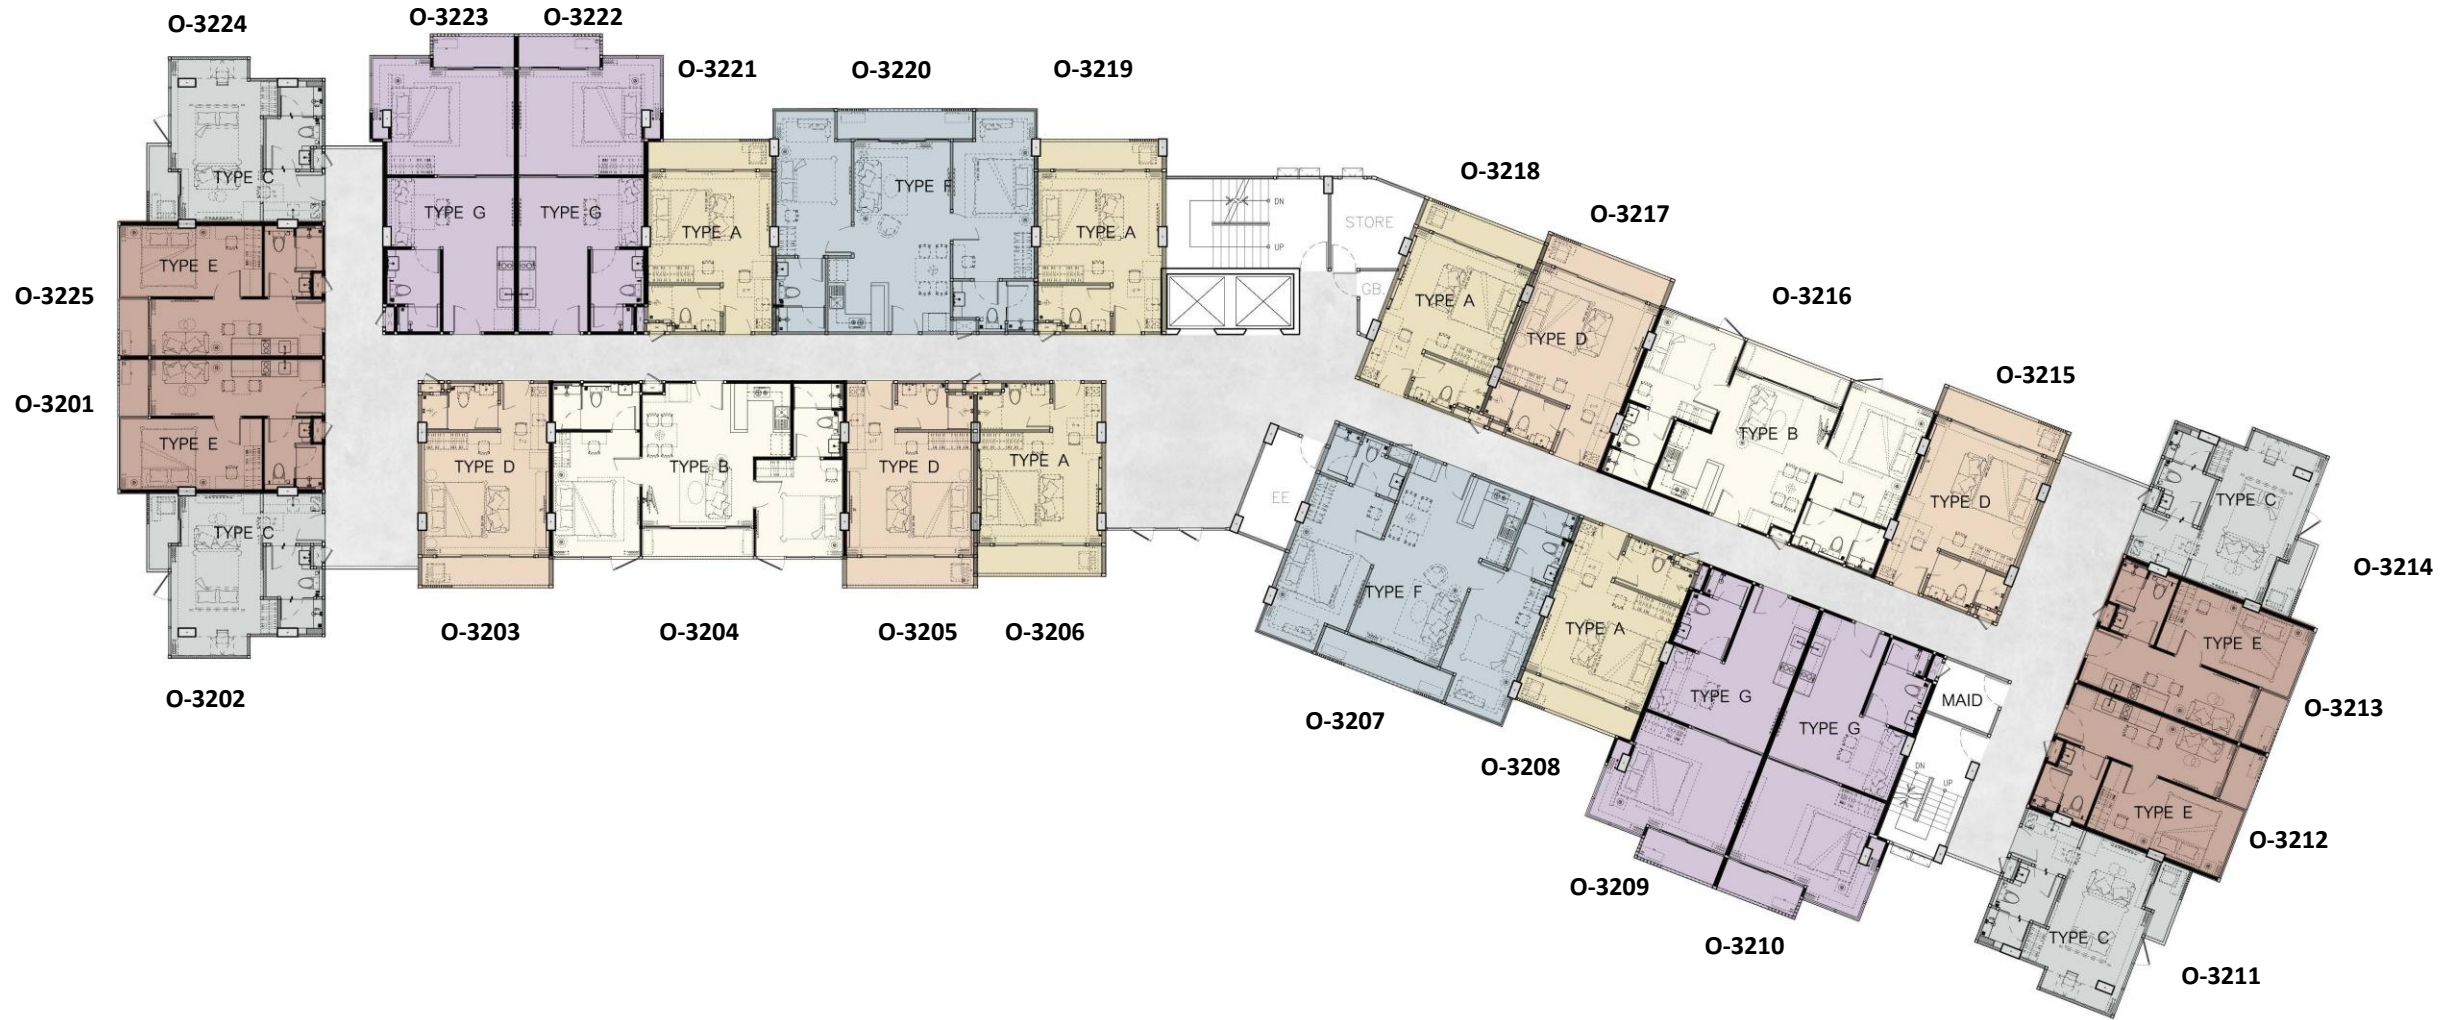 O-3223
O-3222
O-3224
O-3221
O-3220
O-3219
O-3218
TYPE C
TYPE F
O-3217
TYPE G
TYPE G
TYPE A
TYPE A
DN
UP
STORE
GB.
TYPE E
O-3225
TYPE A
O-3216
TYPE D
O-3215
O-3201
TYPE E
TYPE D
TYPE B
TYPE D
TYPE A
TYPE B
TYPE D
EE
TYPE C
TYPE C
O-3214
TYPE F
TYPE A
O-3203
O-3204
O-3205
O-3206
TYPE E
O-3202
TYPE G
MAID
O-3213
O-3207
TYPE G
O-3208
DN
UP
TYPE E
O-3212
O-3209
O-3210
TYPE C
O-3211